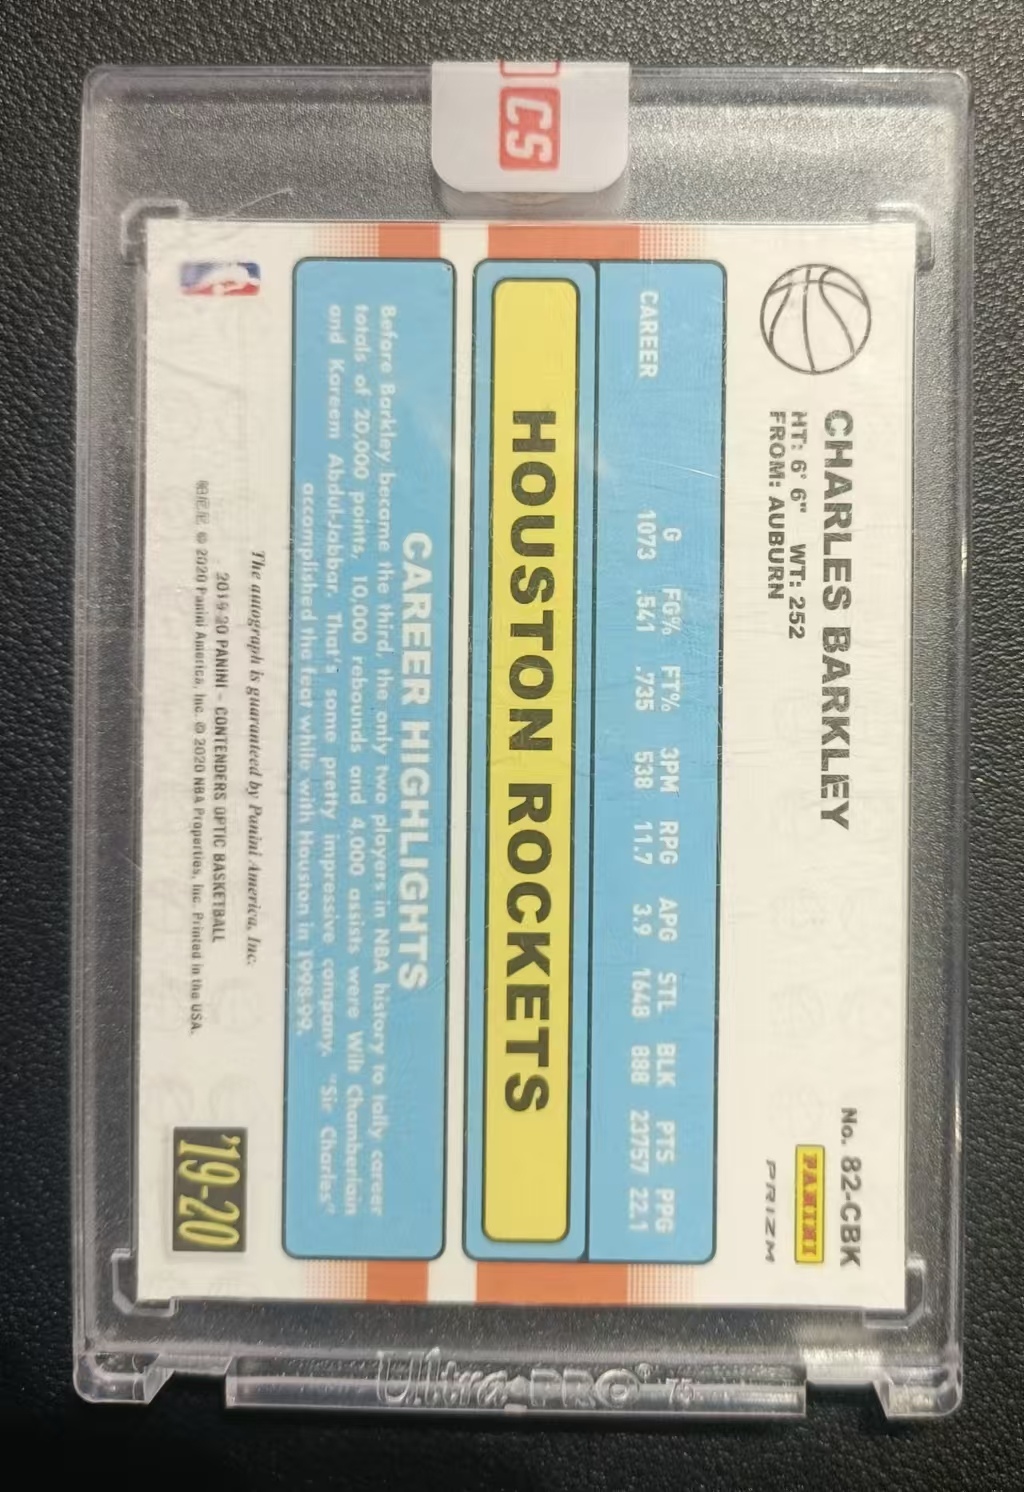 CS
CHARLES BARKLEY
HT: 6' 6" WT: 252
FROM: AUBURN
No. 82-CBK
PANINI
PRIZM
G FG% FT% 3PM RPG APG STL BLK PTS PPG
CAREER 1073 .541 .735 538 11.7 3.9 1648 888 23757 22.1
HOUSTON ROCKETS
CAREER HIGHLIGHTS
Before Barkley became the third, the only two players in NBA history to tally career
totals of 20,000 points, 10,000 rebounds and 4,000 assists were Wilt Chamberlain
and Kareem Abdul-Jabbar. That's some pretty impressive company. "Sir Charles"
accomplished the feat while with Houston in 1998-99.
The autograph is guaranteed by Panini America, Inc.
2019-20 PANINI – CONTENDERS OPTIC BASKETBALL
帕尼尼 © 2020 Panini America, Inc. © 2020 NBA Properties, Inc. Printed in the USA.
'19-20
Ultra PRO® 75